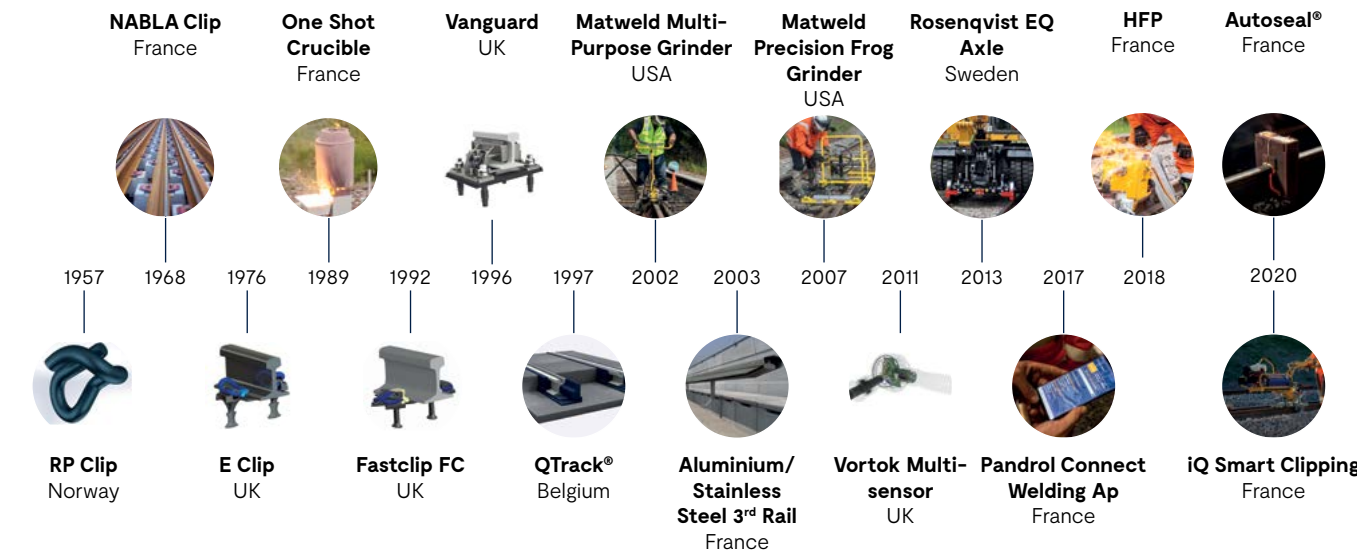 NABLA Clip
France
One Shot
Crucible
France
Vanguard
UK
Matweld Multi-
Purpose Grinder
USA
Matweld
Precision Frog
Grinder
USA
Rosenqvist EQ
Axle
Sweden
HFP
France
Autoseal®
France
1957
1968
1976
1989
1992
1996
1997
2002
2003
2007
2011
2013
2017
2018
2020
RP Clip
Norway
E Clip
UK
Fastclip FC
UK
QTrack®
Belgium
Aluminium/
Stainless
Steel 3rd Rail
France
Vortok Multi-
sensor
UK
Pandrol Connect
Welding Ap
France
iQ Smart Clipping
France